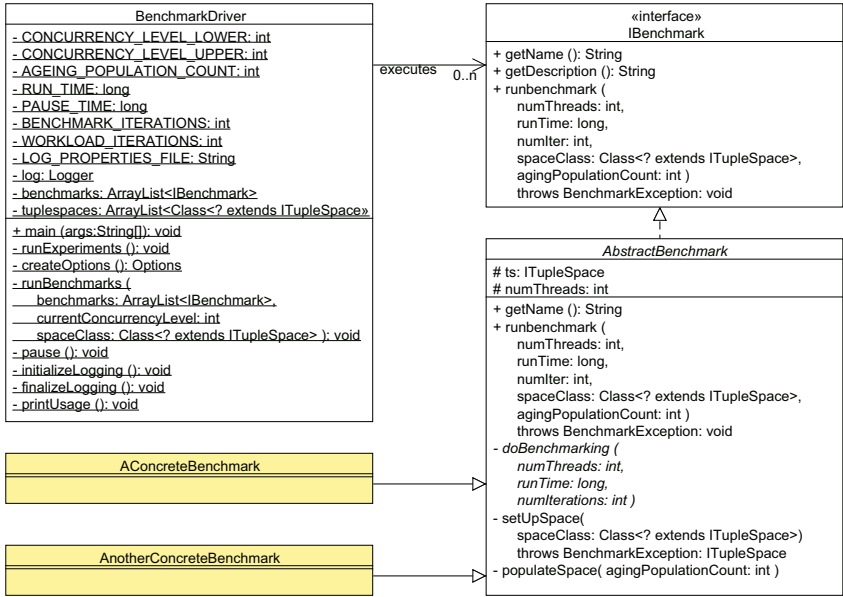 BenchmarkDriver
- CONCURRENCY_LEVEL_LOWER: int
- CONCURRENCY_LEVEL_UPPER: int
- AGEING_POPULATION_COUNT: int
- RUN_TIME: long
- PAUSE_TIME: long
- BENCHMARK_ITERATIONS: int
- WORKLOAD_ITERATIONS: int
- LOG_PROPERTIES_FILE: String
- log: Logger
- benchmarks: ArrayList<IBenchmark>
- tuplespaces: ArrayList<Class<? extends ITupleSpace»
+ main (args:String[]): void
- runExperiments (): void
- createOptions (): Options
- runBenchmarks (
benchmarks: ArrayList<IBenchmark>,
currentConcurrencyLevel: int
spaceClass: Class<? extends ITupleSpace> ): void
- pause (): void
- initializeLogging (): void
- finalizeLogging (): void
- printUsage (): void
executes
0..n
«interface»
IBenchmark
+ getName (): String
+ getDescription (): String
+ runbenchmark (
numThreads: int,
runTime: long,
numIter: int,
spaceClass: Class<? extends ITupleSpace>,
agingPopulationCount: int )
throws BenchmarkException: void
AbstractBenchmark
# ts: ITupleSpace
# numThreads: int
+ getName (): String
+ runbenchmark (
numThreads: int,
runTime: long,
numIter: int,
spaceClass: Class<? extends ITupleSpace>,
agingPopulationCount: int )
throws BenchmarkException: void
- doBenchmarking (
numThreads: int,
runTime: long,
numIterations: int )
- setUpSpace(
spaceClass: Class<? extends ITupleSpace>)
throws BenchmarkException: ITupleSpace
- populateSpace( agingPopulationCount: int )
AConcreteBenchmark
AnotherConcreteBenchmark